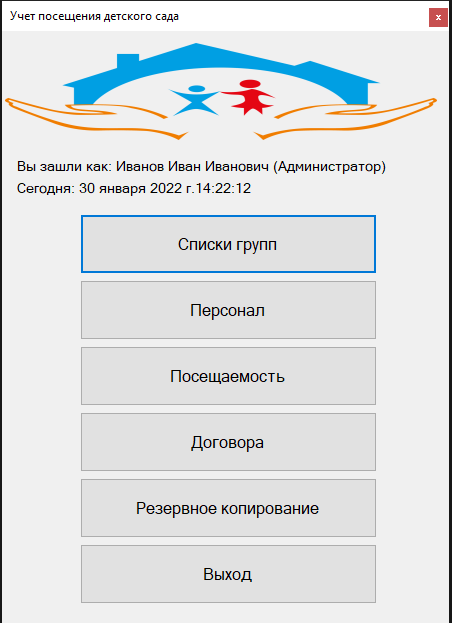 Учет посещения детского сада
x
Вы зашли как: Иванов Иван Иванович (Администратор)
Сегодня: 30 января 2022 г.14:22:12
Списки групп
Персонал
Посещаемость
Договора
Резервное копирование
Выход